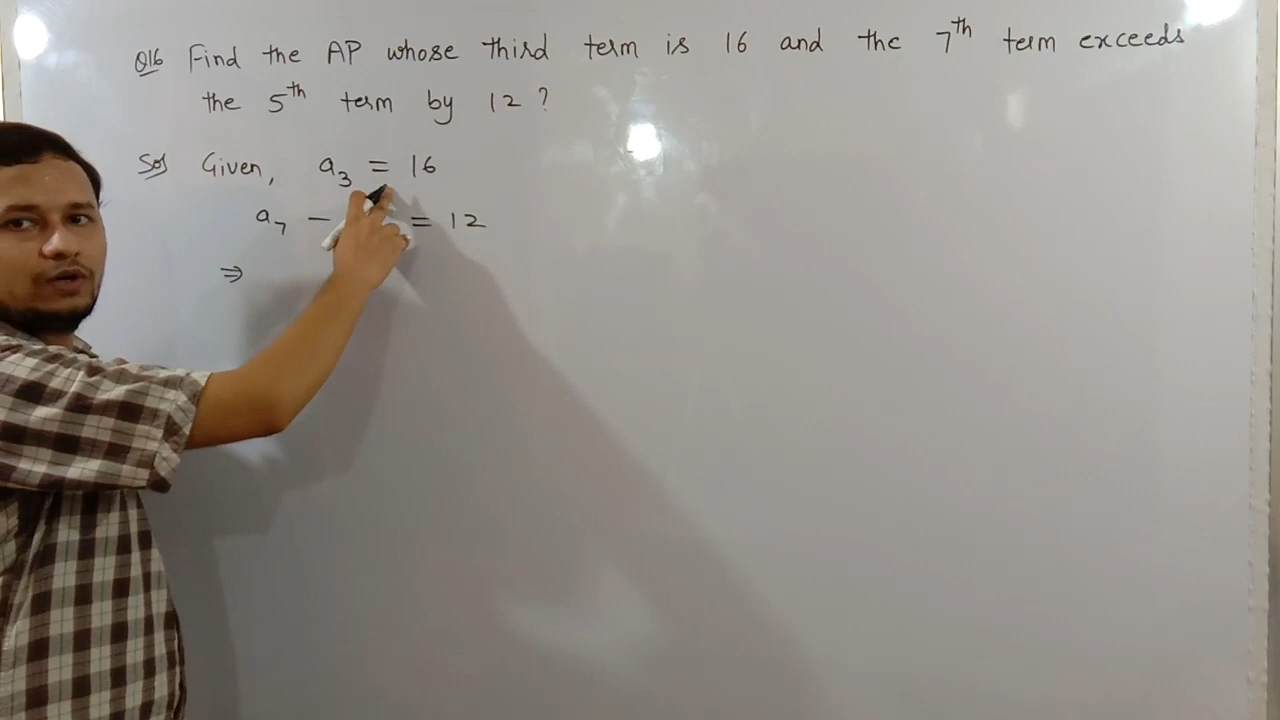 Q16 Find the AP whose third term is 16 and the 7th term exceeds
the 5th term by 12 ?
Sol Given, a3 = 16
a7 - = 12
⇒